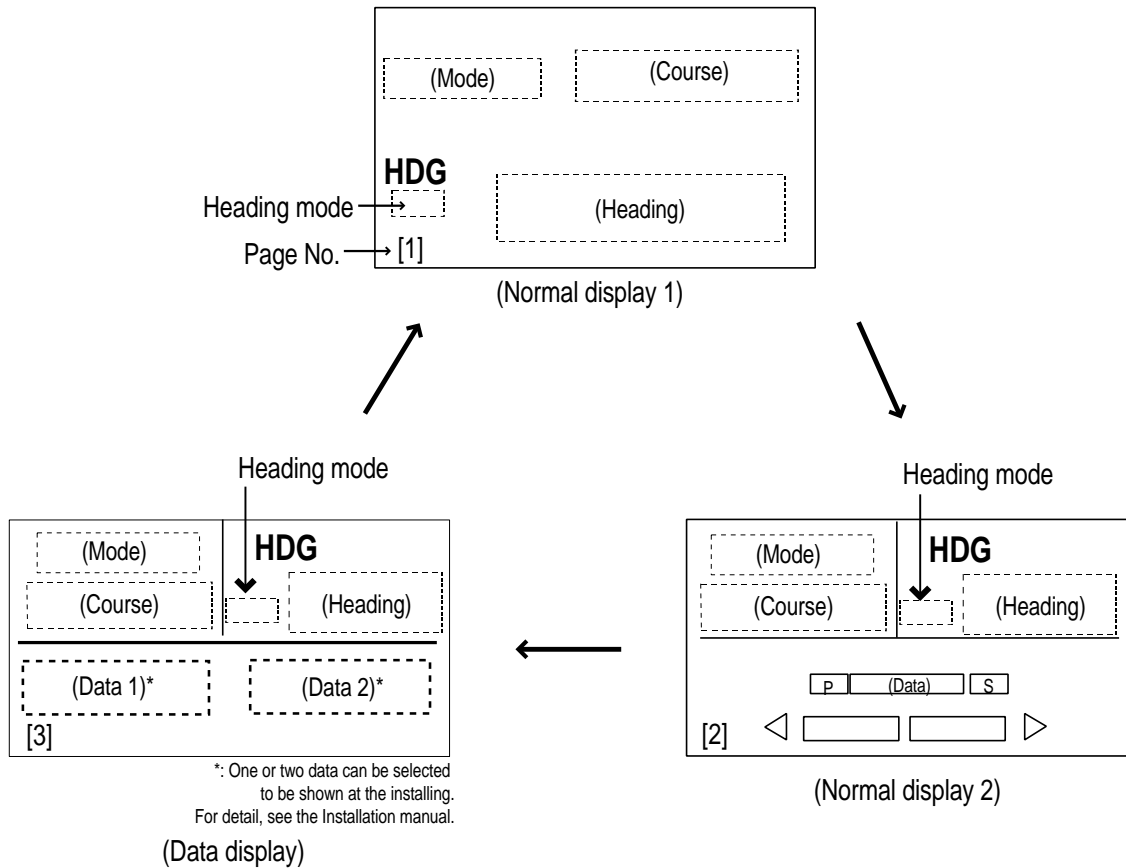 (Mode)
(Course)
HDG
Heading mode
(Heading)
Page No.
[1]
(Normal display 1)
Heading mode
(Mode)
HDG
(Course)
(Heading)
(Data 1)*
(Data 2)*
[3]
*: One or two data can be selected
to be shown at the installing.
For detail, see the Installation manual.
(Data display)
Heading mode
(Mode)
HDG
(Course)
(Heading)
P
(Data)
S
[2]
(Normal display 2)